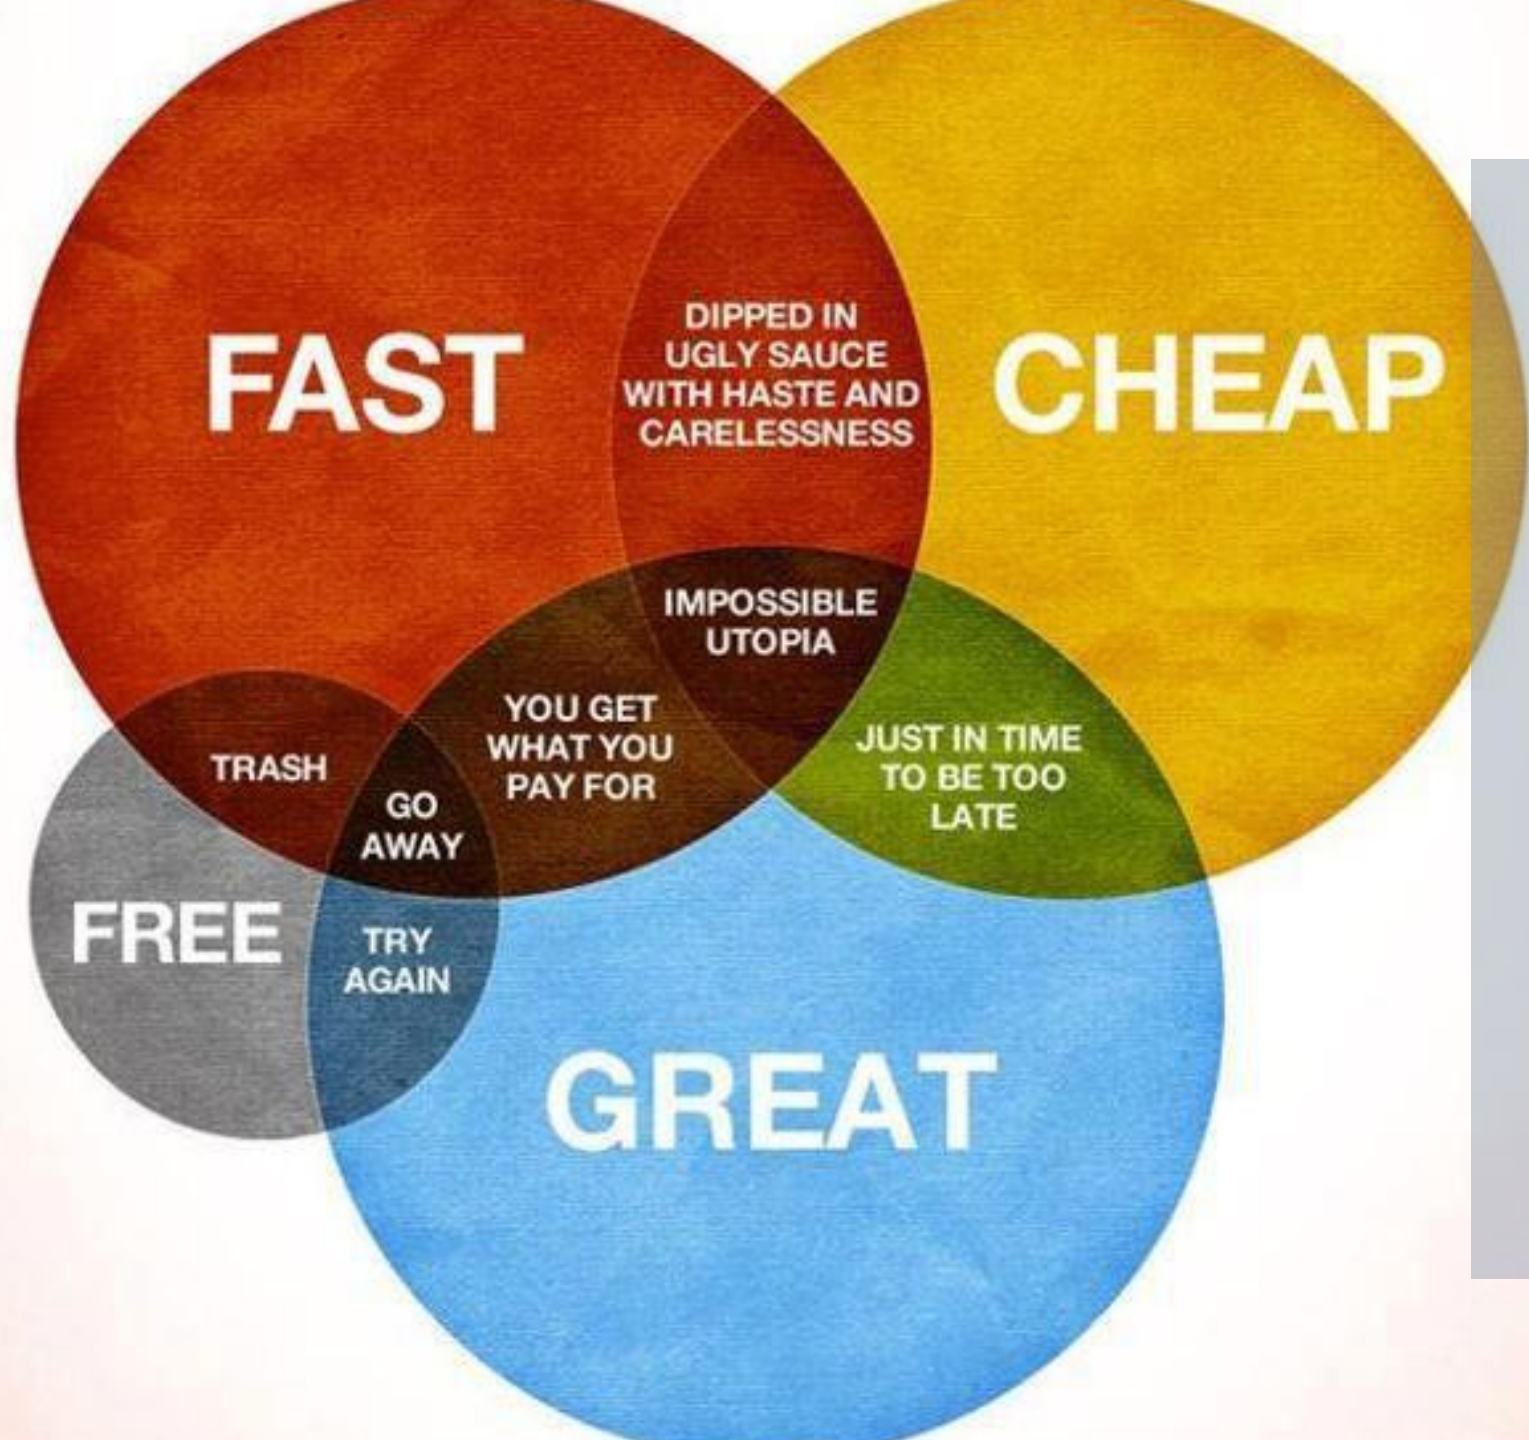 FAST
CHEAP
DIPPED IN
UGLY SAUCE
WITH HASTE AND
CARELESSNESS
IMPOSSIBLE
UTOPIA
YOU GET
WHAT YOU
PAY FOR
JUST IN TIME
TO BE TOO
LATE
TRASH
GO
AWAY
FREE
TRY
AGAIN
GREAT